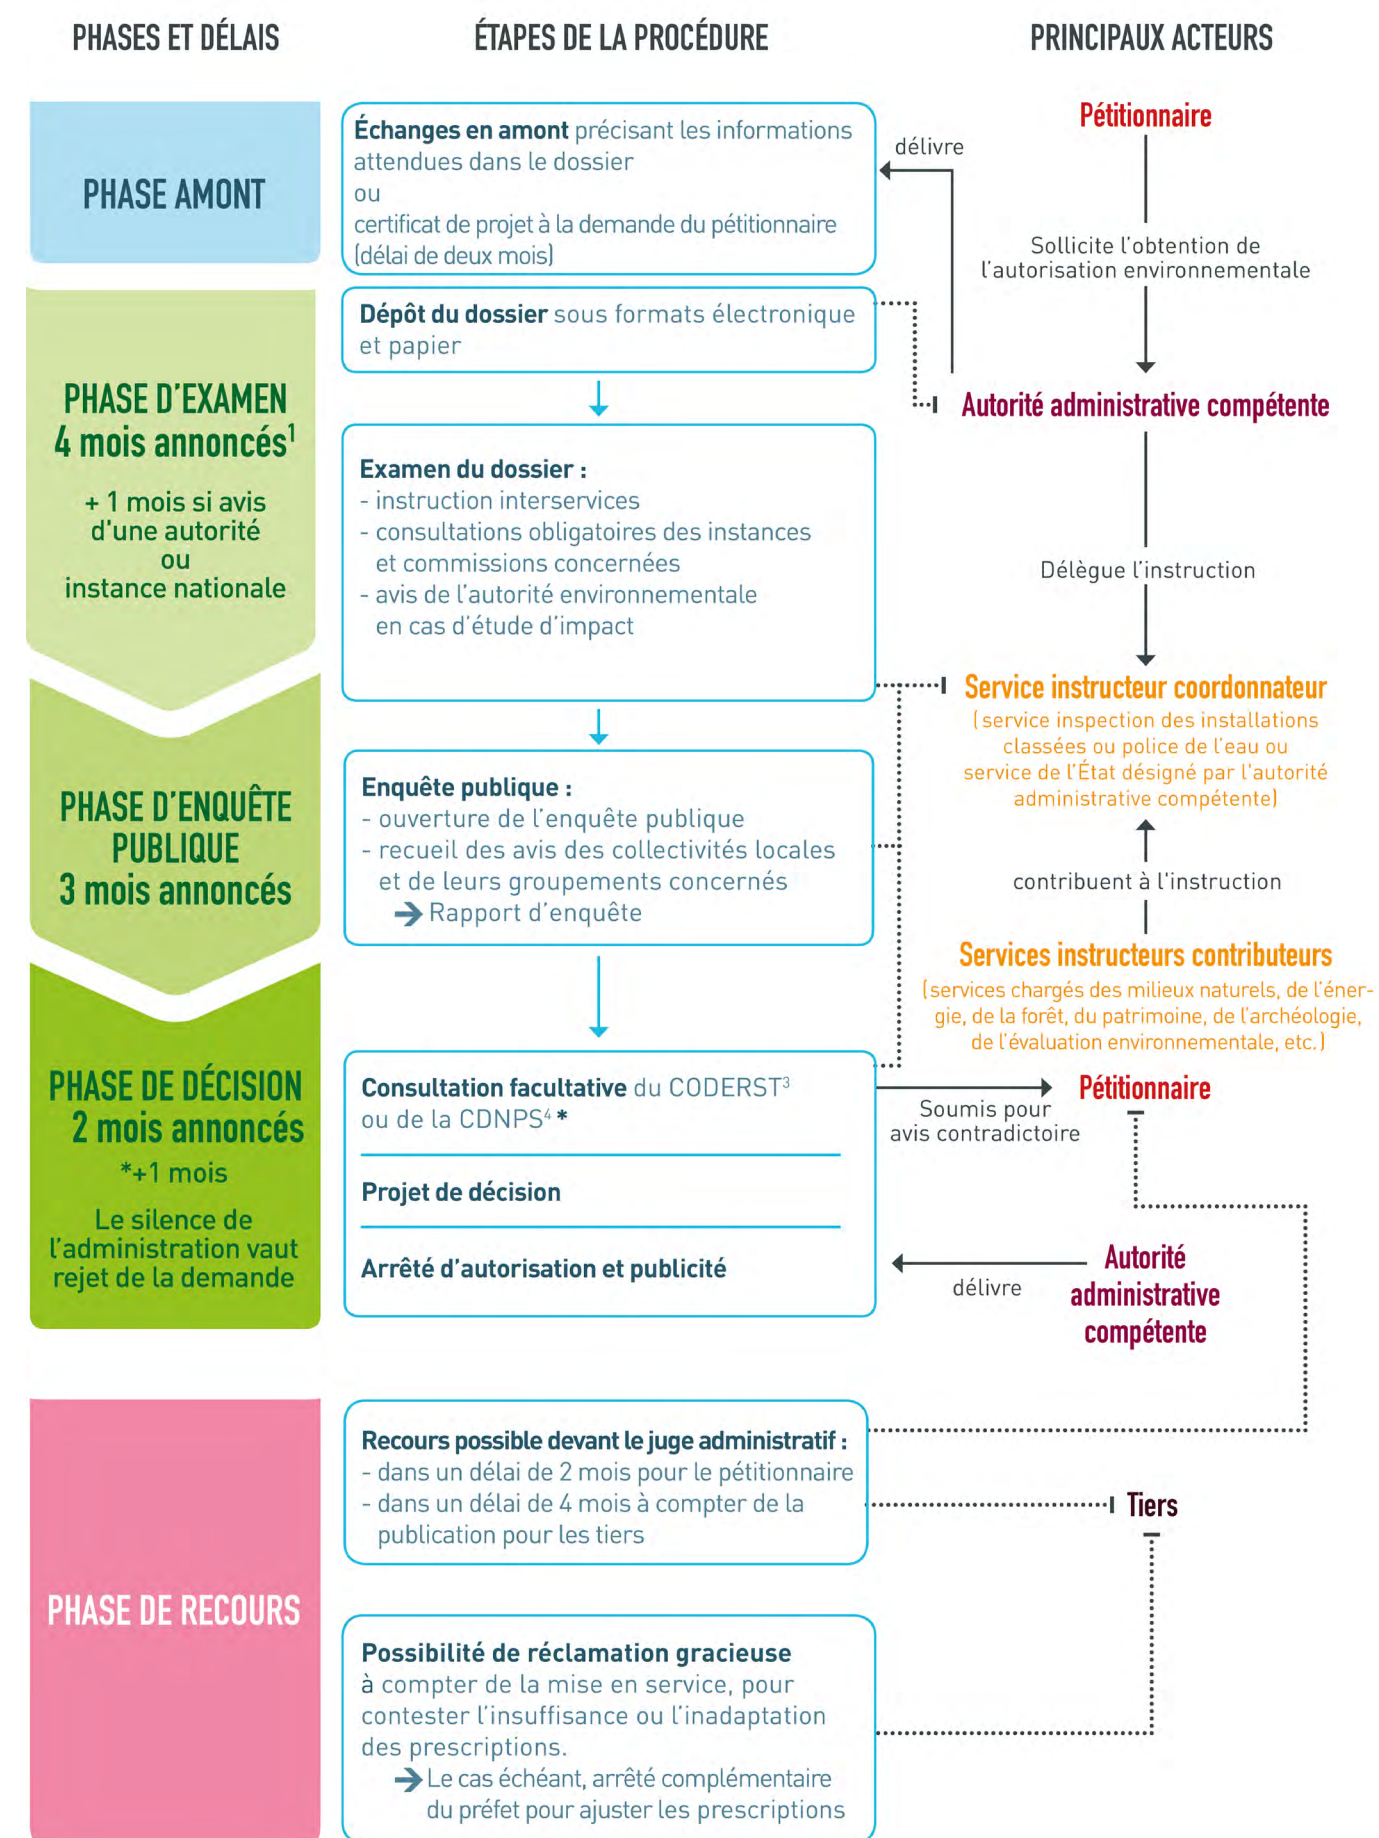 PHASES ET DÉLAIS
ÉTAPES DE LA PROCÉDURE
PRINCIPAUX ACTEURS
PHASE AMONT
Échanges en amont précisant les informations
attendues dans le dossier
ou
certificat de projet à la demande du pétitionnaire
(délai de deux mois)
délivre
Pétitionnaire
Sollicite l'obtention de
l'autorisation environnementale
PHASE D'EXAMEN
4 mois annoncés¹
+ 1 mois si avis
d'une autorité
ou
instance nationale
Dépôt du dossier sous formats électronique
et papier
Autorité administrative compétente
Examen du dossier :
- instruction interservices
- consultations obligatoires des instances
et commissions concernées
- avis de l'autorité environnementale
en cas d'étude d'impact
Délègue l'instruction
Service instructeur coordonnateur
(service inspection des installations
classées ou police de l'eau ou
service de l'État désigné par l'autorité
administrative compétente)
PHASE D'ENQUÊTE
PUBLIQUE
3 mois annoncés
Enquête publique :
- ouverture de l'enquête publique
- recueil des avis des collectivités locales
et de leurs groupements concernés
➔ Rapport d'enquête
contribuent à l'instruction
Services instructeurs contributeurs
(services chargés des milieux naturels, de l'éner-
gie, de la forêt, du patrimoine, de l'archéologie,
de l'évaluation environnementale, etc.)
PHASE DE DÉCISION
2 mois annoncés
*+1 mois
Le silence de
l'administration vaut
rejet de la demande
Consultation facultative du CODERST³
ou de la CDNPS⁴ *
Projet de décision
Arrêté d'autorisation et publicité
Soumis pour
avis contradictoire
Pétitionnaire
délivre
Autorité
administrative
compétente
PHASE DE RECOURS
Recours possible devant le juge administratif :
- dans un délai de 2 mois pour le pétitionnaire
- dans un délai de 4 mois à compter de la
publication pour les tiers
Tiers
Possibilité de réclamation gracieuse
à compter de la mise en service, pour
contester l'insuffisance ou l'inadaptation
des prescriptions.
➔ Le cas échéant, arrêté complémentaire
du préfet pour ajuster les prescriptions